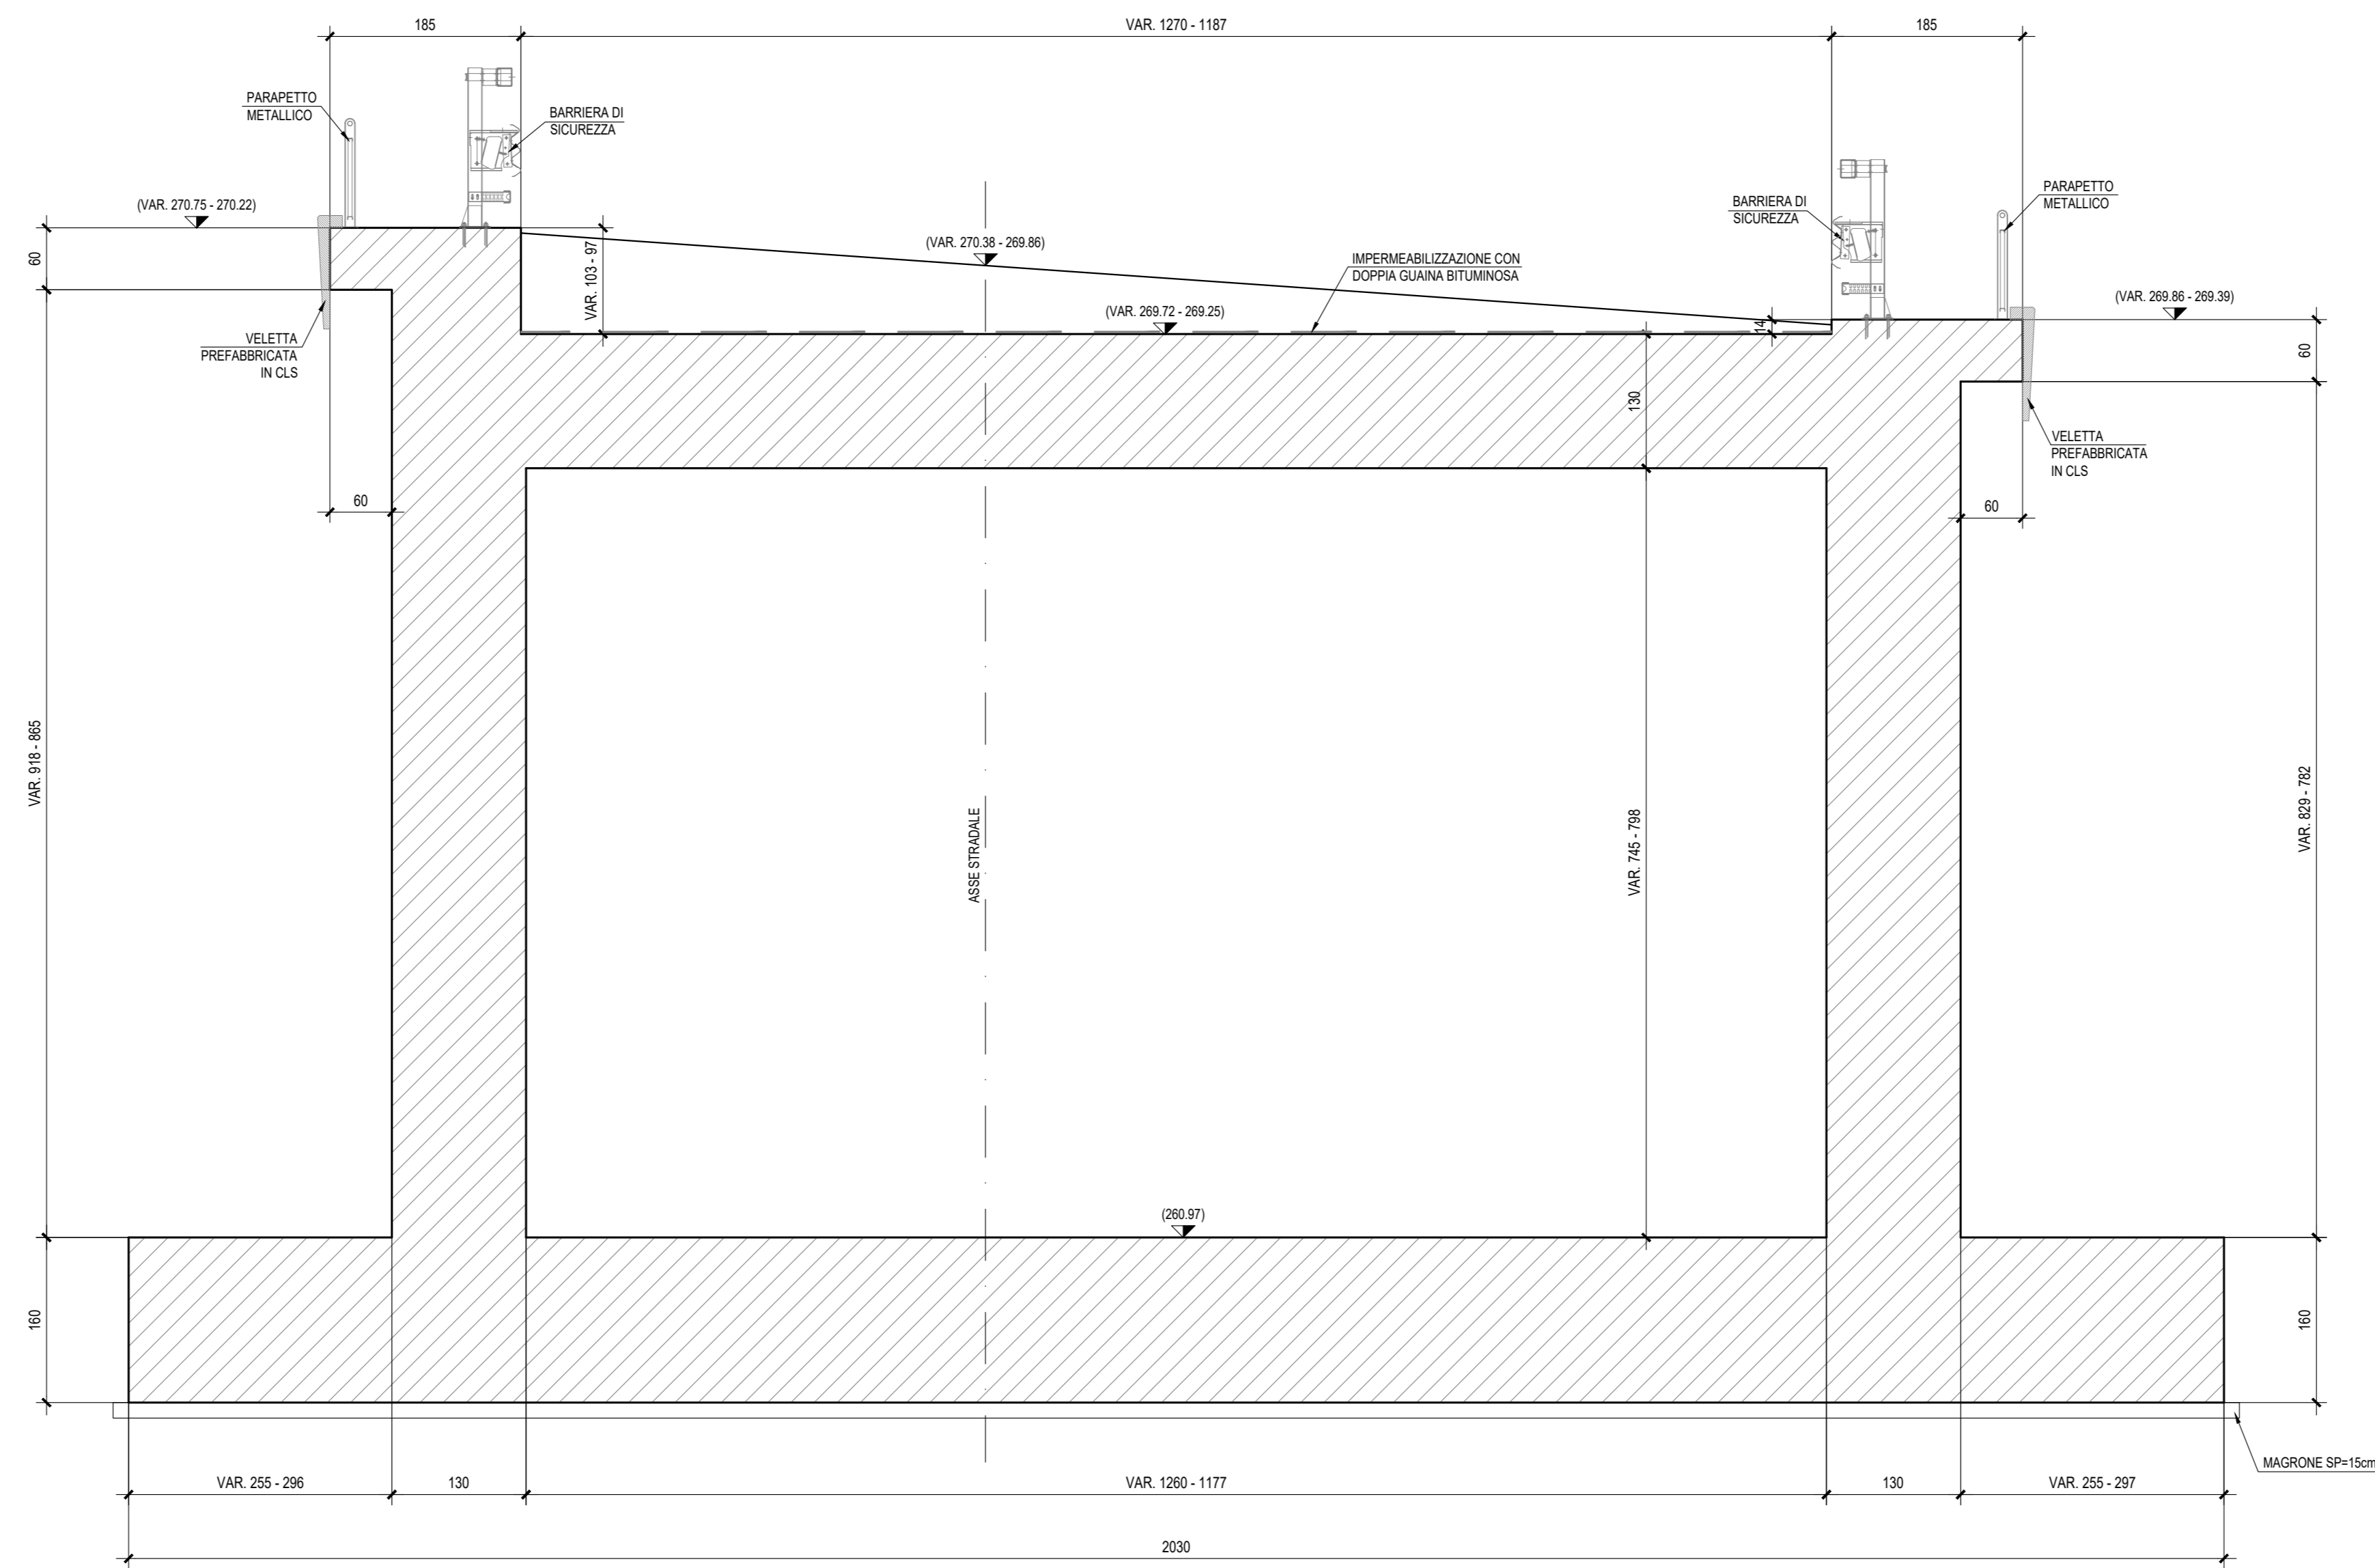 185
VAR. 1270 - 1187
185
PARAPETTO
METALLICO
BARRIERA DI
SICUREZZA
(VAR. 270.75 - 270.22)
BARRIERA DI
SICUREZZA
PARAPETTO
METALLICO
60
VAR. 103 - 97
(VAR. 270.38 - 269.86)
IMPERMEABILIZZAZIONE CON
DOPPIA GUAINA BITUMINOSA
(VAR. 269.86 - 269.39)
(VAR. 269.72 - 269.25)
14
60
VELETTA
PREFABBRICATA
IN CLS
130
VELETTA
PREFABBRICATA
IN CLS
60
60
VAR. 918 - 865
ASSE STRADALE
VAR. 745 - 798
VAR. 829 - 782
(260.97)
160
160
MAGRONE SP=15cm
VAR. 255 - 296
130
VAR. 1260 - 1177
130
VAR. 255 - 297
2030